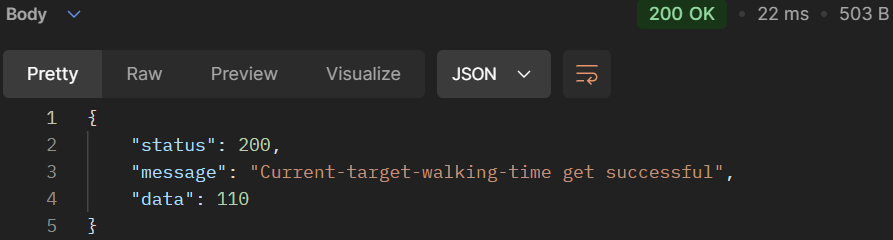 Body 200 OK • 22 ms • 503 B
Pretty Raw Preview Visualize JSON
1 {
2 "status": 200,
3 "message": "Current-target-walking-time get successful",
4 "data": 110
5 }